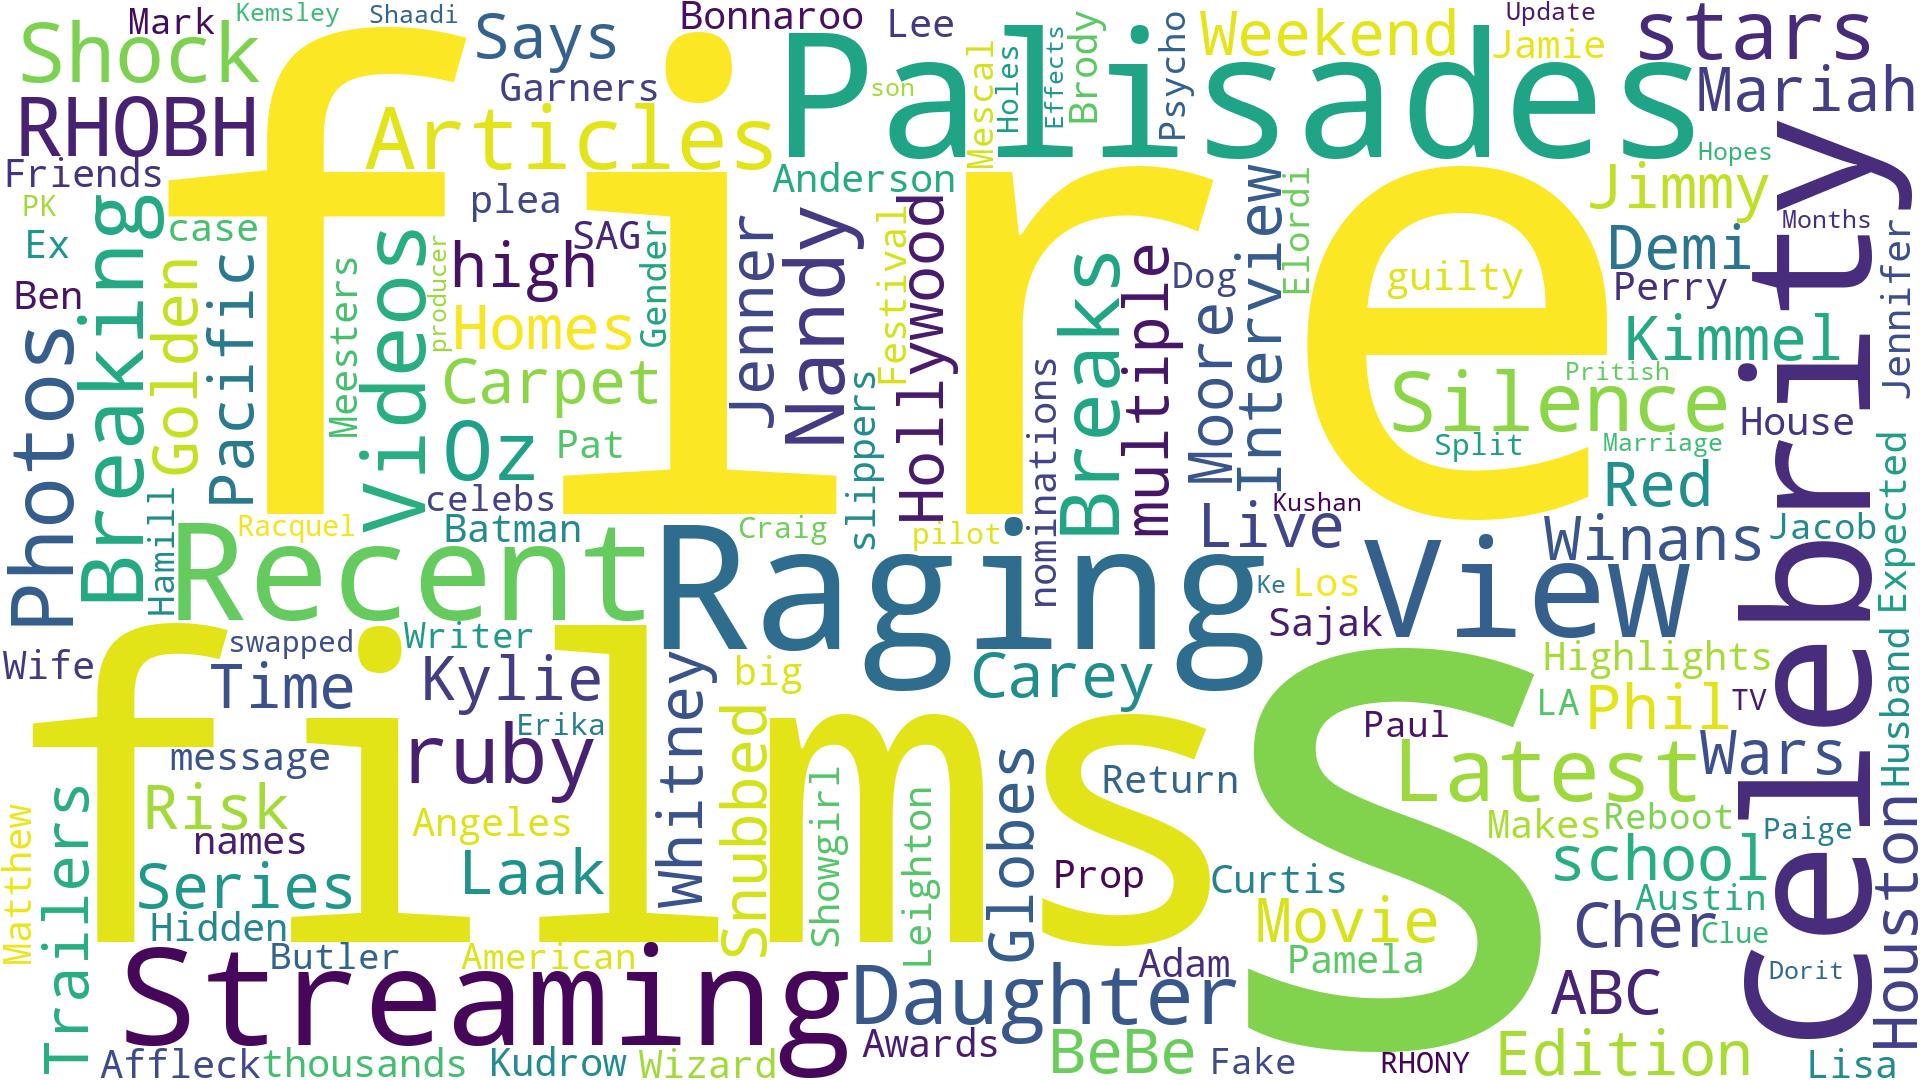 Mark
Kemsley
Shaadi
Bonnaroo
Lee
Update
Shock
Says
Weekend
Jamie
stars
RHOBH
fire
Garners
Palisades
son
Mescal
Holes
Effects
Brody
Psycho
Mariah
Articles
Friends
plea
Anderson
Hopes
Jimmy
PK
case
SAG
Gender
Months
Ex
Breaking
Golden
Pacific
Meesters
Videos
producer
high
Jenner
Nandy
Festival
Hollywood
Breaks
multiple
Dog
Moore
Interview
Elordi
guilty
Demi
Perry
Jennifer
Ben
Photos
Homes
Kimmel
Carpet
Silence
Pritish
House
Oz
Pat
slippers
nominations
Split
Marriage
Red
celebs
Live
Kushan
Celebrity
Hamill
Racquel
Batman
Craig
pilot
Winans
Jacob
Expected
Recent
Raging
View
Ke
Los
Sajak
swapped
Writer
Wife
Time
Kylie
Whitney
big
Carey
Highlights
films
Erika
S
LA
Phil
TV
Husband
message
ruby
Snubbed
Paul
Wars
Latest
Return
Trailers
Risk
Angeles
Showgirl
Leighton
Globes
Makes
Reboot
Paige
Matthew
names
Series
Laak
Prop
Curtis
school
Houston
Hidden
Movie
Austin
Cher
Clue
Butler
American
Adam
Pamela
Dorit
Streaming
Daughter
ABC
Affleck
thousands
Kudrow
Wizard
Awards
BeBe
Fake
RHONY
Edition
Lisa